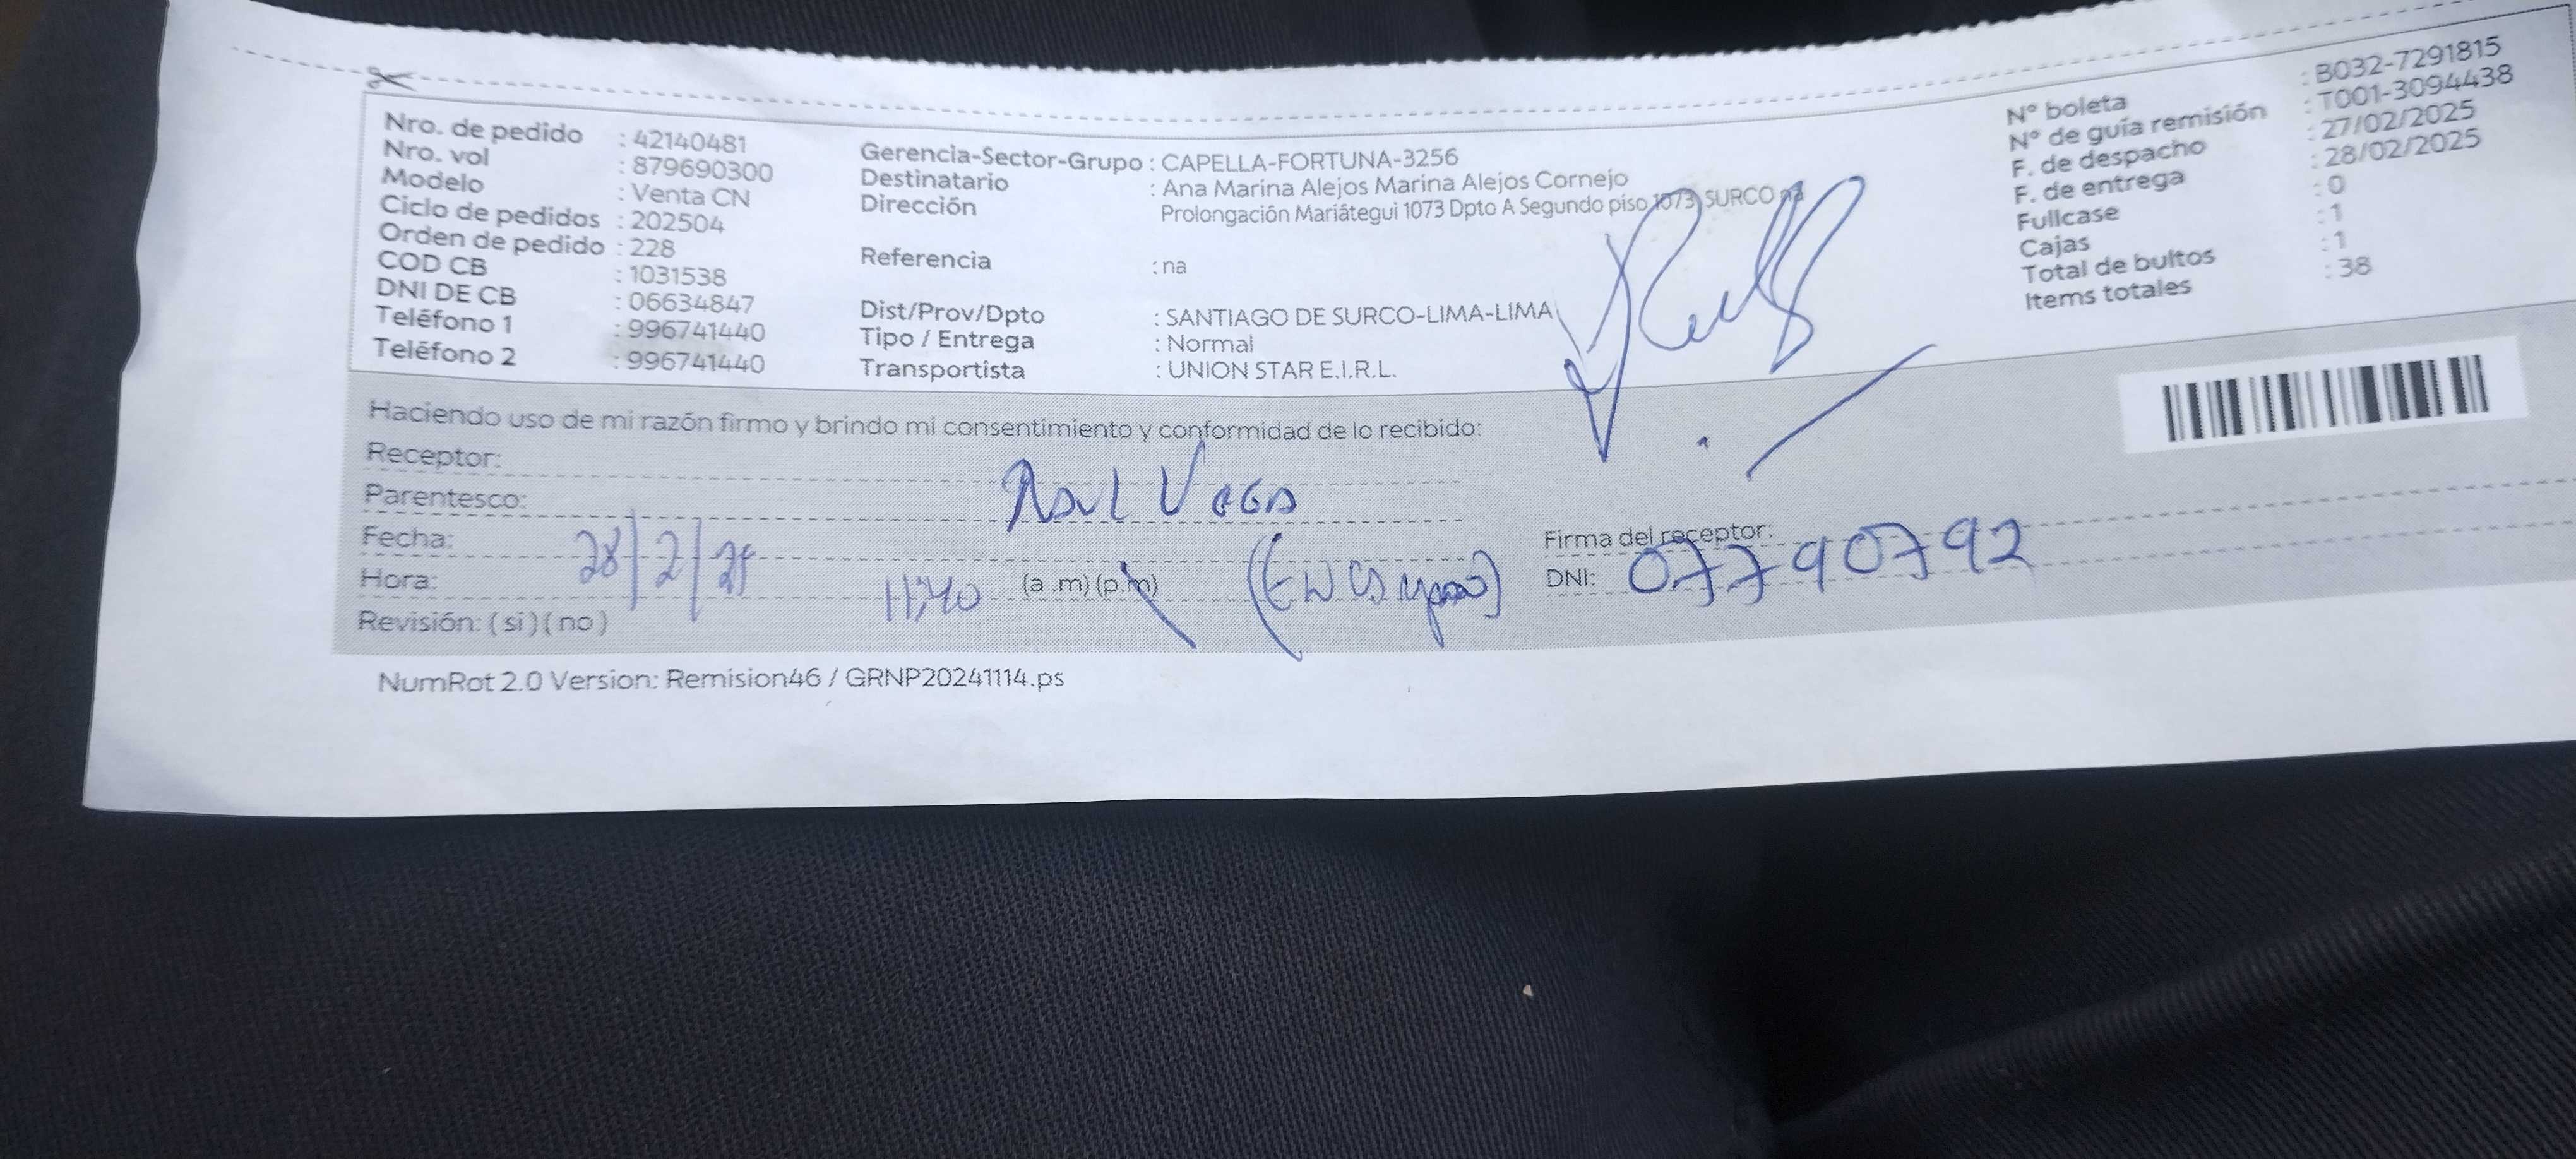 Nro. de pedido : 42140481
Nro. vol : 879690300
Modelo : Venta CN
Ciclo de pedidos : 202504
Orden de pedido : 228
COD CB : 1031538
DNI DE CB : 06634847
Teléfono 1 : 996741440
Teléfono 2 : 996741440
Gerencia-Sector-Grupo : CAPELLA-FORTUNA-3256
Destinatario : Ana Marina Alejos Marina Alejos Cornejo
Dirección Prolongación Mariátegui 1073 Dpto A Segundo piso 1073 SURCO na
Referencia : na
Dist/Prov/Dpto : SANTIAGO DE SURCO-LIMA-LIMA
Tipo / Entrega : Normal
Transportista : UNION STAR E.I.R.L.
N° boleta : B032-7291815
N° de guía remisión : T001-3094438
F. de despacho : 27/02/2025
F. de entrega : 28/02/2025
Fullcase : 0
Cajas : 1
Total de bultos : 1
Items totales : 38
Haciendo uso de mi razón firmo y brindo mi consentimiento y conformidad de lo recibido:
Receptor:
Parentesco: Raul Vega
Fecha: 28/2/25
Hora: 11:40 (a .m) (p.m)
Revisión: ( si ) ( no )
Firma del receptor:
DNI: 07790792
NumRot 2.0 Version: Remision46 / GRNP20241114.ps